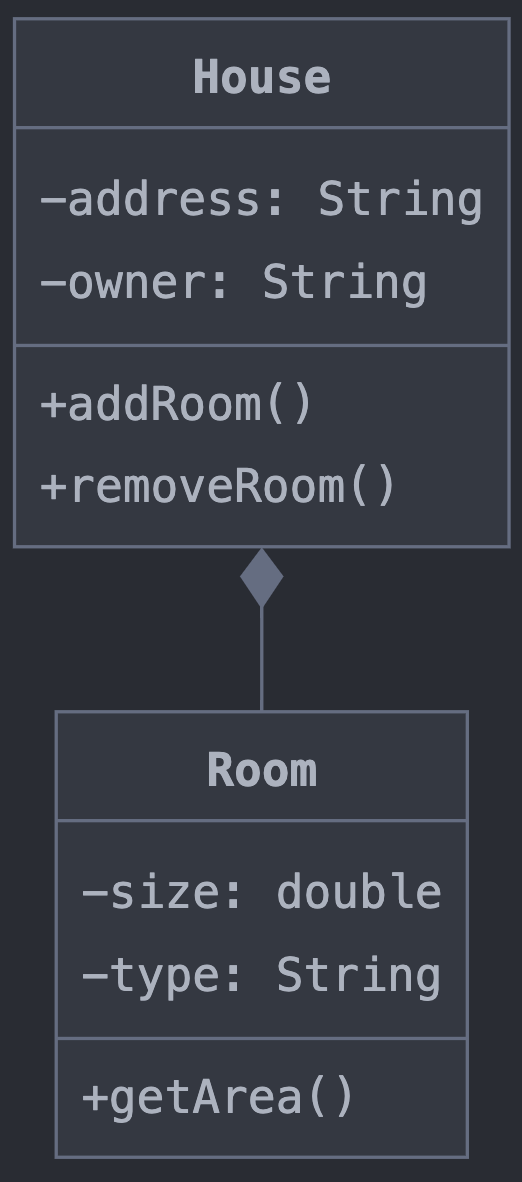 House
-address: String
-owner: String
+addRoom()
+removeRoom()
Room
-size: double
-type: String
+getArea()